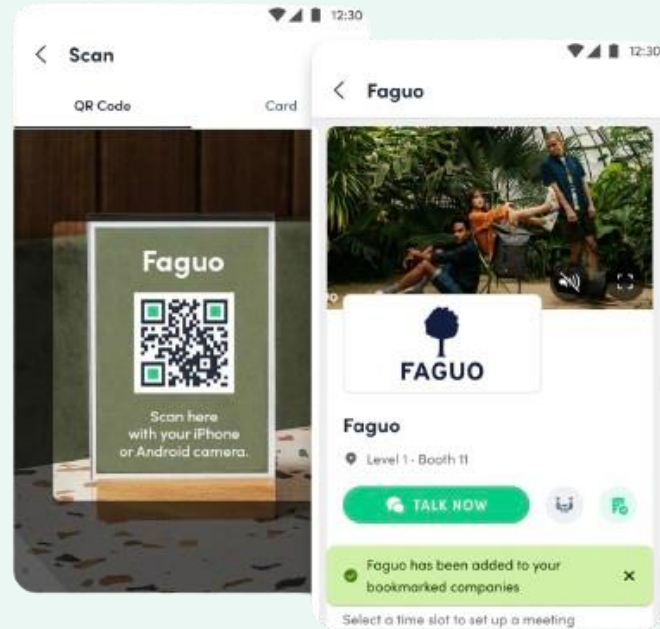 12:30
Scan
QR Code
Card
Faguo
Scan here
with your iPhone
or Android camera.
12:30
Faguo
FAGUO
Faguo
Level 1 - Booth 11
TALK NOW
Faguo has been added to your
bookmarked companies
Select a time slot to set up a meeting